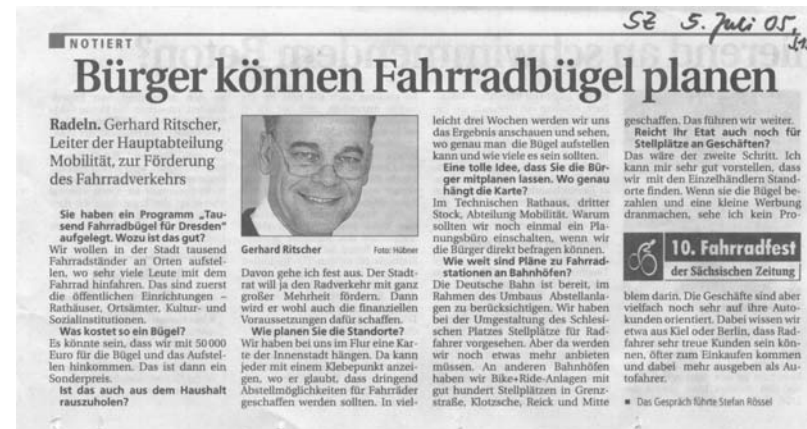 SZ 5. Juli 05,
NOTIERT
Bürger können Fahrradbügel planen
Radeln. Gerhard Ritscher,
Leiter der Hauptabteilung
Mobilität, zur Förderung
des Fahrradverkehrs
Sie haben ein Programm „Tau-
send Fahrradbügel für Dresden"
aufgelegt. Wozu ist das gut?
Wir wollen in der Stadt tausend
Fahrradständer an Orten aufstel-
len, wo sehr viele Leute mit dem
Fahrrad hinfahren. Das sind zuerst
die öffentlichen Einrichtungen –
Rathäuser, Ortsämter, Kultur- und
Sozialinstitutionen.
Was kostet so ein Bügel?
Es könnte sein, dass wir mit 50 000
Euro für die Bügel und das Aufstel-
len hinkommen. Das ist dann ein
Sonderpreis.
Ist das auch aus dem Haushalt
rauszuholen?
Gerhard Ritscher
Foto: Hübner
Davon gehe ich fest aus. Der Stadt-
rat will ja den Radverkehr mit ganz
großer Mehrheit fördern. Dann
wird er wohl auch die finanziellen
Voraussetzungen dafür schaffen.
Wie planen Sie die Standorte?
Wir haben bei uns im Flur eine Kar-
te der Innenstadt hängen. Da kann
jeder mit einem Klebepunkt anzei-
gen, wo er glaubt, dass dringend
Abstellmöglichkeiten für Fahrräder
geschaffen werden sollten. In viel-
leicht drei Wochen werden wir uns
das Ergebnis anschauen und sehen,
wo genau man die Bügel aufstellen
kann und wie viele es sein sollten.
Eine tolle Idee, dass Sie die Bür-
ger mitplanen lassen. Wo genau
hängt die Karte?
Im Technischen Rathaus, dritter
Stock, Abteilung Mobilität. Warum
sollten wir noch einmal ein Pla-
nungsbüro einschalten, wenn wir
die Bürger direkt befragen können.
Wie weit sind Pläne zu Fahrrad-
stationen an Bahnhöfen?
Die Deutsche Bahn ist bereit, im
Rahmen des Umbaus Abstellanla-
gen zu berücksichtigen. Wir haben
bei der Umgestaltung des Schlesi-
schen Platzes Stellplätze für Rad-
fahrer vorgesehen. Aber da werden
wir noch etwas mehr anbieten
müssen. An anderen Bahnhöfen
haben wir Bike+Ride-Anlagen mit
gut hundert Stellplätzen in Grenz-
straße, Klotzsche, Reick und Mitte
geschaffen. Das führen wir weiter.
Reicht Ihr Etat auch noch für
Stellplätze an Geschäften?
Das wäre der zweite Schritt. Ich
kann mir sehr gut vorstellen, dass
wir mit den Einzelhändlern Stand-
orte finden. Wenn sie die Bügel be-
zahlen und eine kleine Werbung
dranmachen, sehe ich kein Pro-
10. Fahrradfest
der Sächsischen Zeitung
blem darin. Die Geschäfte sind aber
vielfach noch sehr auf ihre Auto-
kunden orientiert. Dabei wissen wir
etwa aus Kiel oder Berlin, dass Rad-
fahrer sehr treue Kunden sein kön-
nen, öfter zum Einkaufen kommen
und dabei mehr ausgeben als Au-
tofahrer.
Das Gespräch führte Stefan Rössel